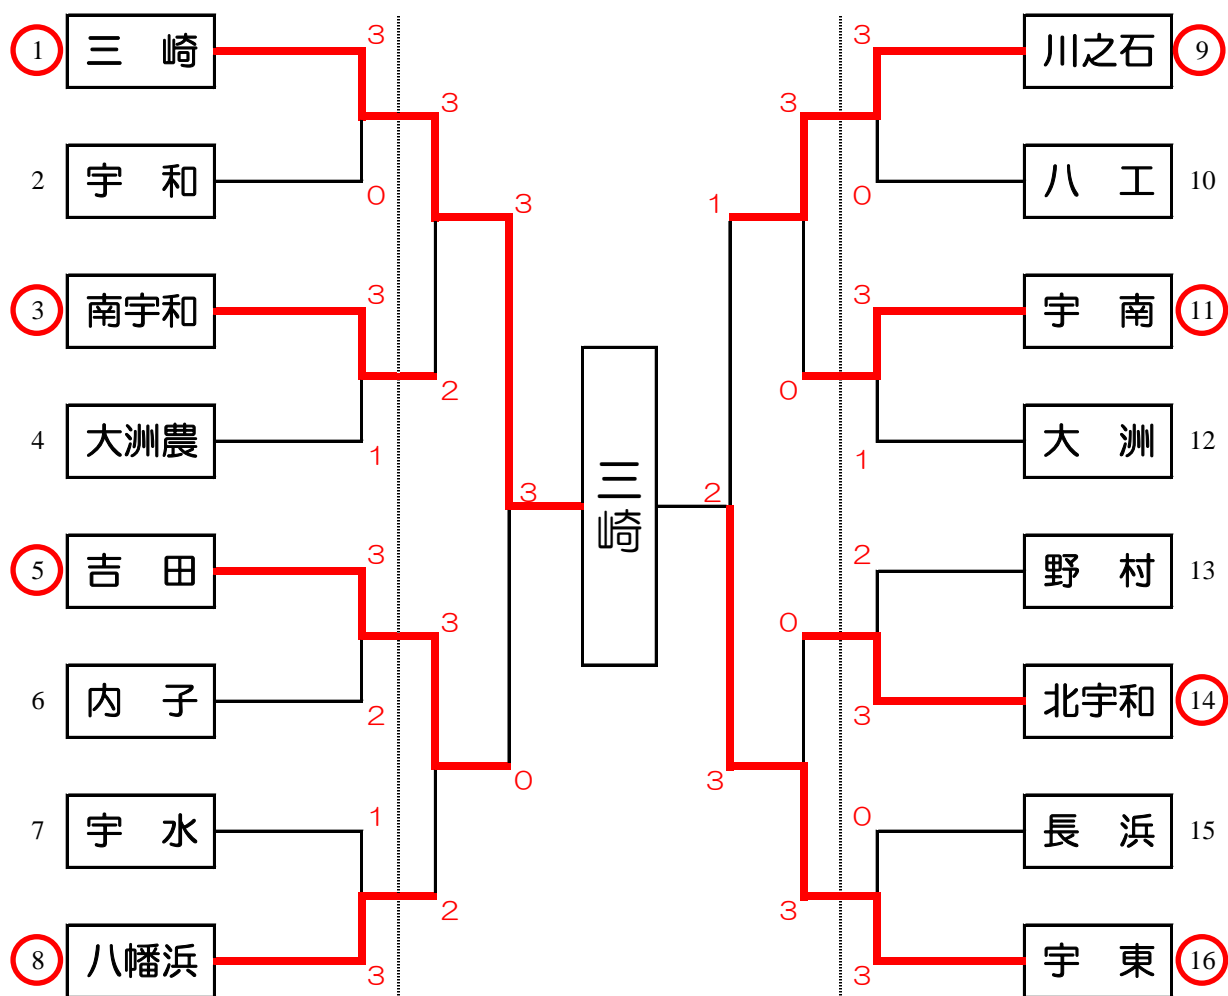 1 三 崎 3
3
2 宇 和 0
3
3 南宇和 3
2
4 大洲農 1
3
5 吉 田 3
3
6 内 子 2
0
7 宇 水 1
2
8 八幡浜 3
三崎
3 川之石 9
3
0 八 工 10
1
3 宇 南 11
0
1 大 洲 12
2
2 野 村 13
0
3 北宇和 14
3
0 長 浜 15
3
3 宇 東 16